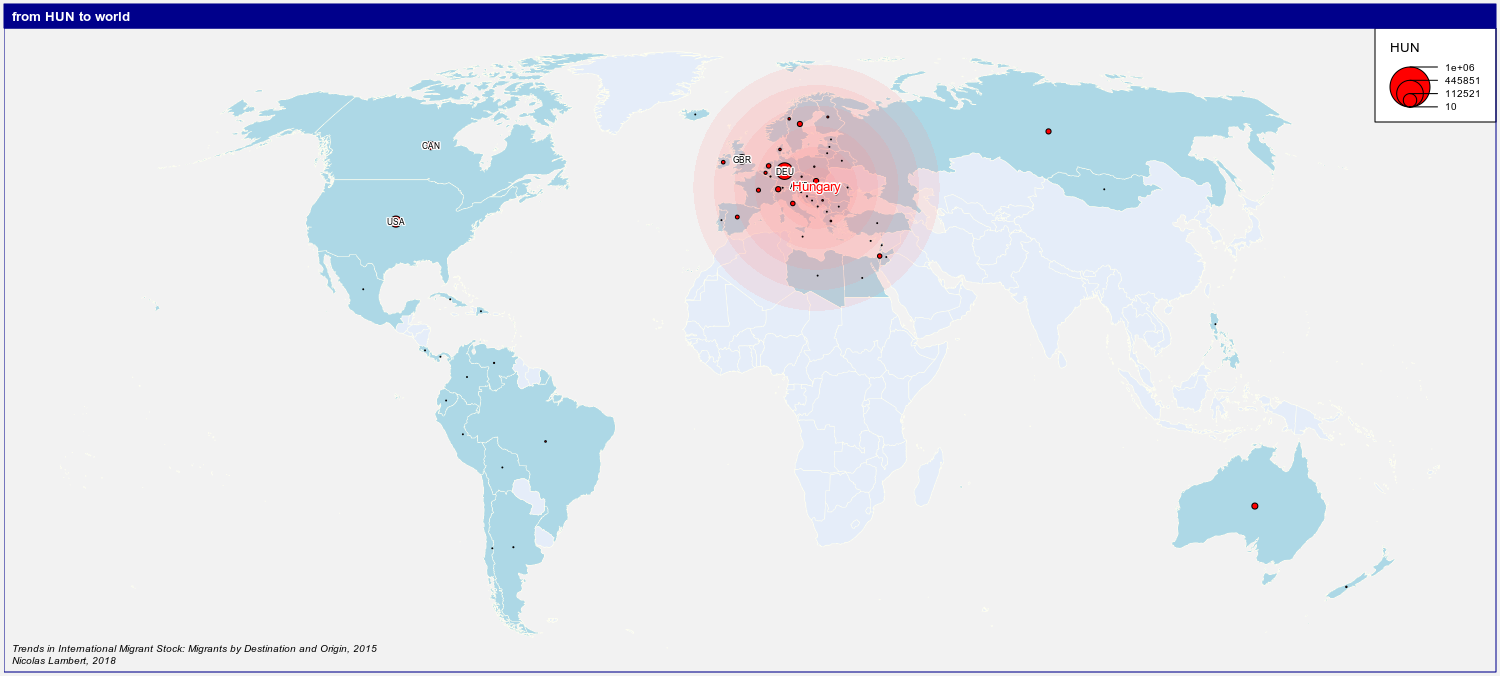 from HUN to world
HUN
1e+06
445851
112521
10
CAN
GBR
DEU
Hungary
USA
Trends in International Migrant Stock: Migrants by Destination and Origin, 2015
Nicolas Lambert, 2018